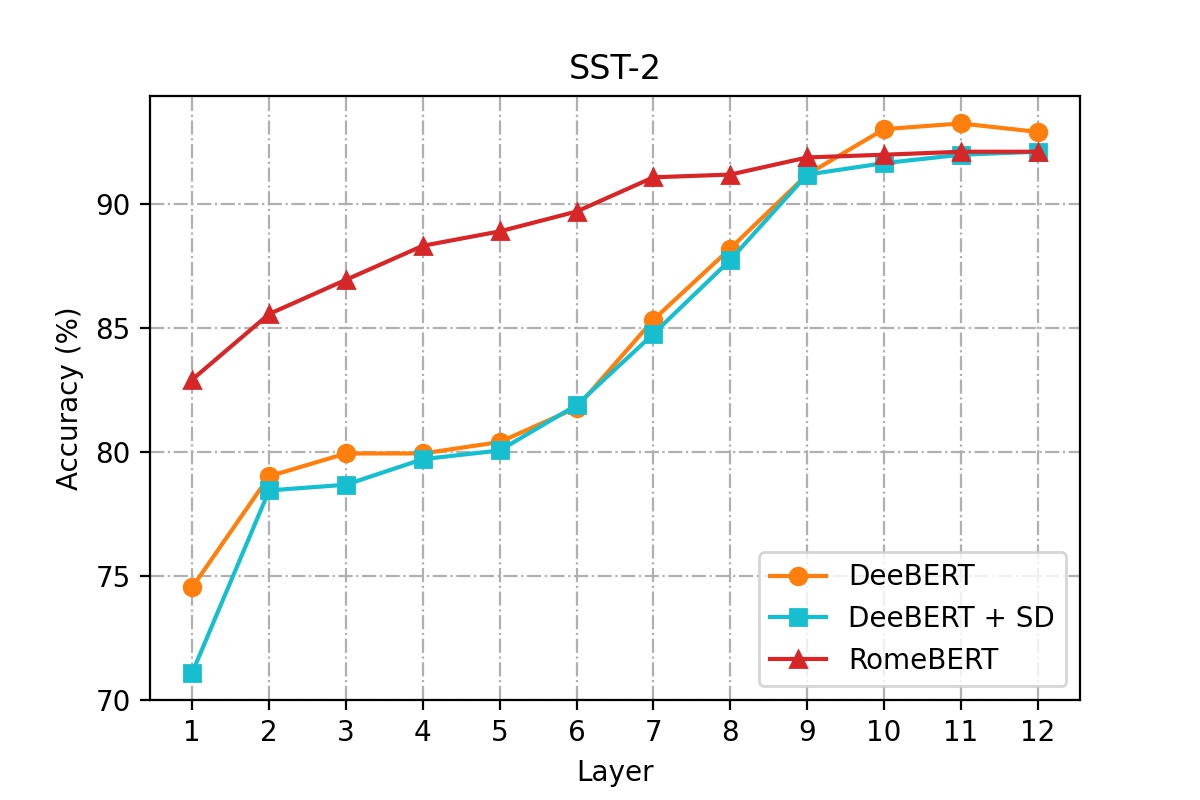 SST-2
Accuracy (%)
90
85
80
75
70
DeeBERT
DeeBERT + SD
RomeBERT
1 2 3 4 5 6 7 8 9 10 11 12
Layer